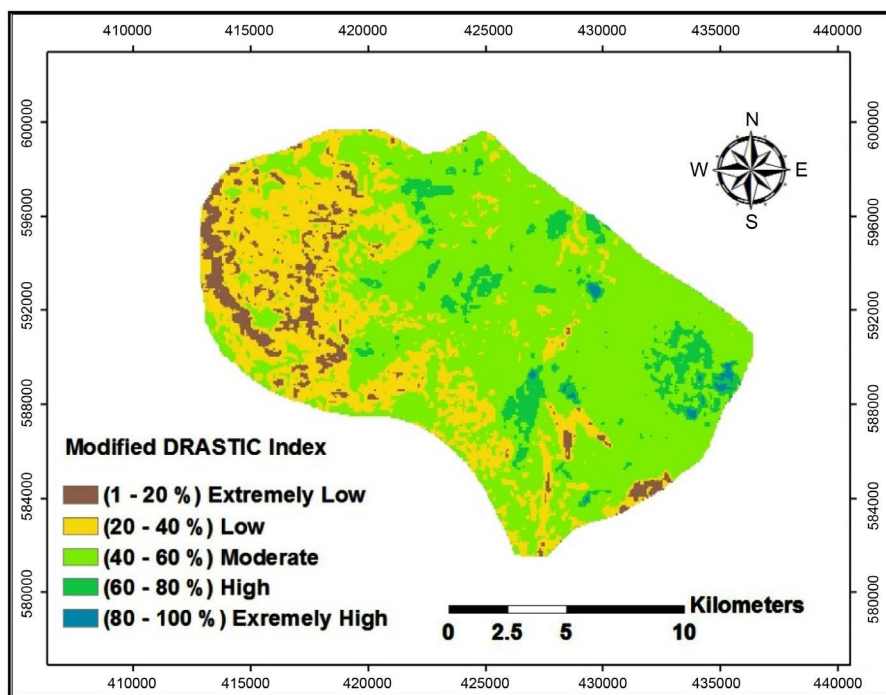 410000 415000 420000 425000 430000 435000 440000
600000 600000
N
W E
S
596000 596000
592000 592000
588000 588000
Modified DRASTIC Index
(1 - 20 %) Extremely Low
584000 584000
(20 - 40 %) Low
(40 - 60 %) Moderate
(60 - 80 %) High
580000 580000
Kilometers
(80 - 100 %) Exremely High
0 2.5 5 10
410000 415000 420000 425000 430000 435000 440000